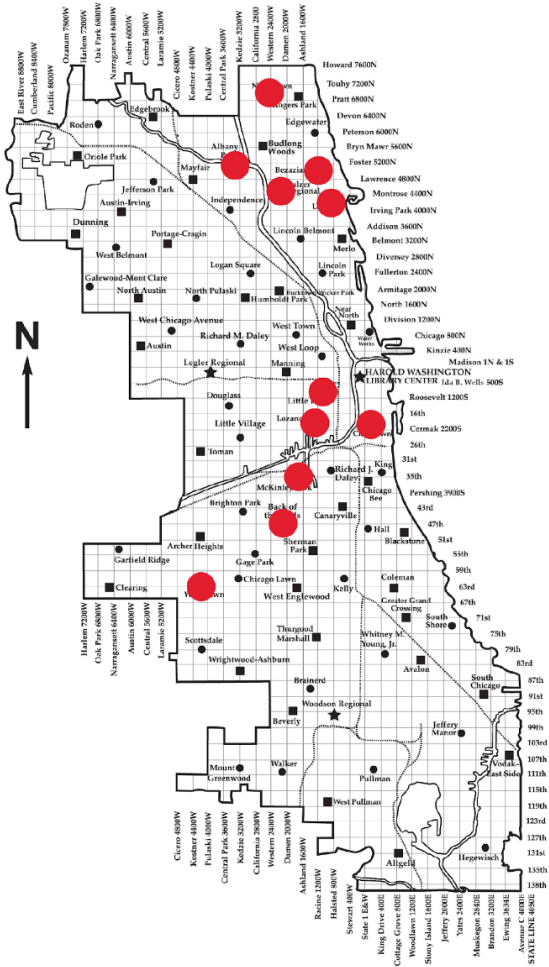 East River 8800W
Cumberland 8400W
Pacific 8000W
Ozanam 7800W
Harlem 7200W
Oak Park 6800W
Narragansett 6400W
Austin 6000W
Central 5600W
Laramie 5200W
Cicero 4800W
Kostner 4400W
Pulaski 4000W
Central Park 3600W
Kedzie 3200W
California 2800
Western 2400W
Damen 2000W
Ashland 1600W
Howard 7600N
Touhy 7200N
Pratt 6800N
Devon 6400N
Peterson 6000N
Bryn Mawr 5600N
Foster 5200N
Lawrence 4800N
Montrose 4400N
Irving Park 4000N
Addison 3600N
Belmont 3200N
Diversey 2800N
Fullerton 2400N
Armitage 2000N
North 1600N
Division 1200N
Chicago 800N
Kinzie 400N
Madison 1N & 1S
Ida B. Wells 500S
Roosevelt 1200S
16th
Cermak 2200S
26th
31st
35th
Pershing 3900S
43rd
47th
51st
55th
59th
63rd
67th
71st
75th
79th
83rd
87th
91st
95th
99th
103rd
107th
111th
115th
119th
123rd
127th
131st
135th
138th
Rogers Park
Edgebrook
Edgewater
Roden
Budlong
Woods
Albany
Oriole Park
Mayfair
Bezazian
Jefferson Park
Independence
Austin-Irving
Dunning
Portage-Cragin
Lincoln Belmont
Merlo
West Belmont
Logan Square
Lincoln
Park
Galewood-Mont Clare
North Austin
North Pulaski
Humboldt Park
Bucktown-Wicker Park
Near
North
West Chicago Avenue
West Town
Water
Works
Austin
Richard M. Daley
West Loop
Legler Regional
Manning
HAROLD WASHINGTON
LIBRARY CENTER
Douglass
Little
Lozano
Little Village
Toman
Richard J.
Daley
King
McKinley
Chicago
Bee
Brighton Park
Back of
Canaryville
Hall
Blackstone
Archer Heights
Sherman
Park
Garfield Ridge
Gage Park
Clearing
Chicago Lawn
West Englewood
Kelly
Coleman
Greater Grand
Crossing
South
Shore
Thurgood
Marshall
Scottsdale
Whitney M.
Young, Jr.
Wrightwood-Ashburn
Avalon
South
Chicago
Brainerd
Woodson Regional
Beverly
Jeffery
Manor
Vodak-
East Side
Mount
Greenwood
Walker
Pullman
West Pullman
Altgeld
Hegewisch
N
Harlem 7200W
Oak Park 6800W
Narragansett 6400W
Austin 6000W
Central 5600W
Laramie 5200W
Cicero 4800W
Kostner 4400W
Pulaski 4000W
Central Park 3600W
Kedzie 3200W
California 2800W
Western 2400W
Damen 2000W
Ashland 1600W
Racine 1200W
Halsted 800W
Stewart 400W
State 1 E&W
King Drive 400E
Cottage Grove 800E
Woodlawn 1200E
Stony Island 1600E
Jeffery 2000E
Yates 2400E
Muskegon 2840E
Brandon 3200E
Ewing 3634E
Avenue C 4000E
STATE LINE 4050E